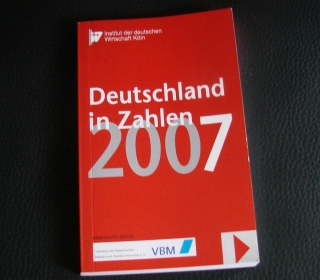 Institut der deutschen
Wirtschaft Köln
Deutschland
in Zahlen
2007
VBM